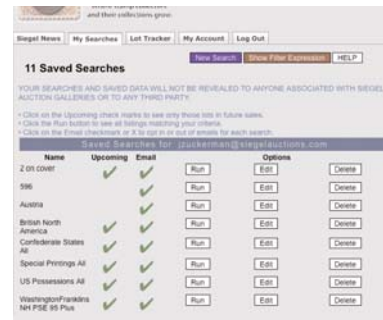 and their collections grow.
Siegel News My Searches Lot Tracker My Account Log Out
New Search Show Filter Expression HELP
11 Saved Searches
YOUR SEARCHES AND SAVED DATA WILL NOT BE REVEALED TO ANYONE ASSOCIATED WITH SIEGEL
AUCTION GALLERIES OR TO ANY THIRD PARTY.
• Click on the Upcoming check marks to see only those lots in future sales.
• Click the Run button to see all listings matching your criteria.
• Click on the Email checkmark or X to opt in or out of emails for each search.
Saved Searches for jzuckerman@siegelauctions.com
Name Upcoming Email Options
2 on cover Run Edit Delete
596 Run Edit Delete
Austria Run Edit Delete
British North
America Run Edit Delete
Confederate States
All Run Edit Delete
Special Printings All Run Edit Delete
US Possessions All Run Edit Delete
WashingtonFranklins
NH PSE 95 Plus Run Edit Delete